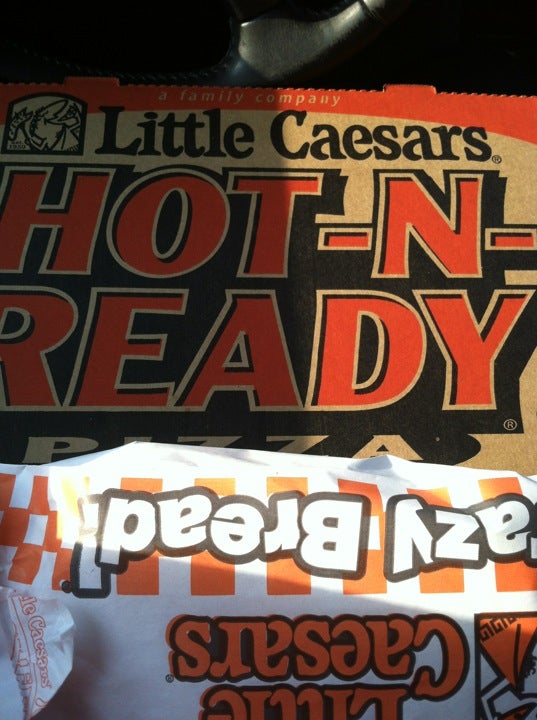 a family company
Little Caesars®
HOT-N-
READY®
PIZZA
Crazy Bread®
Little
Caesars®